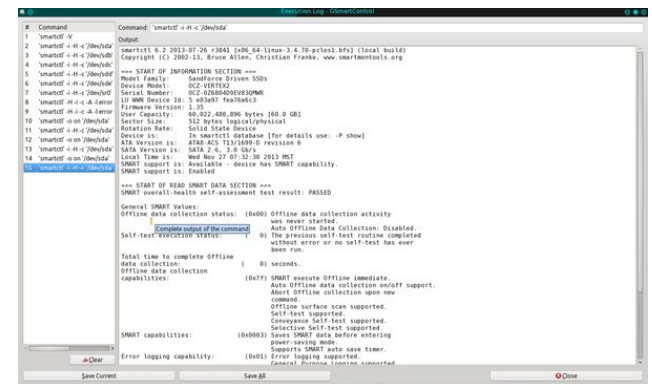 Execution Log - GSmartControl
# Command
1 'smartctl' -V
2 'smartctl' -i -H -c '/dev/sda'
3 'smartctl' -i -H -c '/dev/sdb'
4 'smartctl' -i -H -c '/dev/sdc'
5 'smartctl' -i -H -c '/dev/sdd'
6 'smartctl' -i -H -c '/dev/sde'
7 'smartctl' -i -H -c '/dev/sr0'
8 'smartctl' -H -i -c -A -l error
9 'smartctl' -H -i -c -A -l error
10 'smartctl' -o on '/dev/sda'
11 'smartctl' -i -H -c '/dev/sda'
12 'smartctl' -o on '/dev/sda'
13 'smartctl' -i -H -c '/dev/sda'
14 'smartctl' -o on '/dev/sda'
15 'smartctl' -i -H -c '/dev/sda'
Clear
Command: 'smartctl' -i -H -c '/dev/sda'
Output:
smartctl 6.2 2013-07-26 r3841 [x86_64-linux-3.4.70-pclos1.bfs] (local build)
Copyright (C) 2002-13, Bruce Allen, Christian Franke, www.smartmontools.org
=== START OF INFORMATION SECTION ===
Model Family: SandForce Driven SSDs
Device Model: OCZ-VERTEX2
Serial Number:
LU WWN Device Id: 5 e83a97 fea76a6c3
Firmware Version: 1.35
User Capacity: 60,022,480,896 bytes [60.0 GB]
Sector Size: 512 bytes logical/physical
Rotation Rate: Solid State Device
Device is: In smartctl database [for details use: -P show]
ATA Version is: ATA8-ACS T13/1699-D revision 6
SATA Version is: SATA 2.6, 3.0 Gb/s
Local Time is: Wed Nov 27 07:32:30 2013 MST
SMART support is: Available - device has SMART capability.
SMART support is: Enabled
=== START OF READ SMART DATA SECTION ===
SMART overall-health self-assessment test result: PASSED
General SMART Values:
Offline data collection status: (0x00) Offline data collection activity
was never started.
Auto Offline Data Collection: Disabled.
Complete output of the command
Self-test execution status: ( 0) The previous self-test routine completed
without error or no self-test has ever
been run.
Total time to complete Offline
data collection: ( 0) seconds.
Offline data collection
capabilities: (0x7f) SMART execute Offline immediate.
Auto Offline data collection on/off support.
Abort Offline collection upon new
command.
Offline surface scan supported.
Self-test supported.
Conveyance Self-test supported.
Selective Self-test supported.
SMART capabilities: (0x0003) Saves SMART data before entering
power-saving mode.
Supports SMART auto save timer.
Error logging capability: (0x01) Error logging supported.
General Purpose Logging supported.
Save Current
Save All
Close